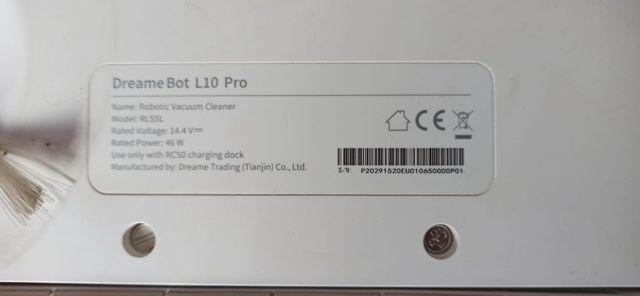 Dreame Bot L10 Pro
Name: Robotic Vacuum Cleaner
Model: RLS5L
Rated Voltage: 14.4 V⎓
Rated Power: 46 W
Use only with RC50 charging dock
Manufactured by: Dreame Trading (Tianjin) Co., Ltd.
CE
S/N: P20291520EU010650000P01